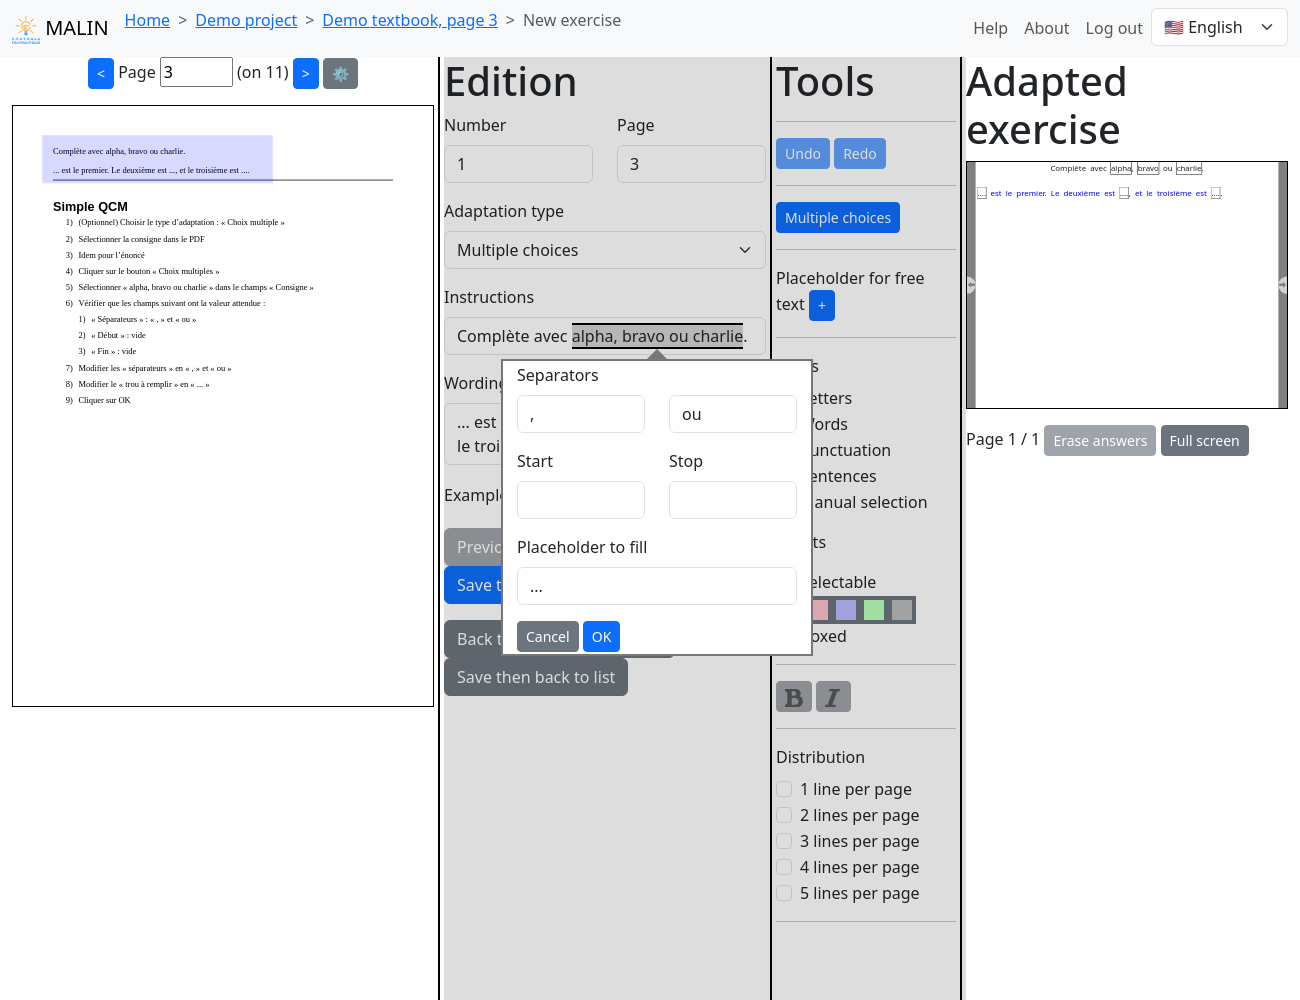 MALIN Home > Demo project > Demo textbook, page 3 > New exercise Help About Log out English
< Page 3 (on 11) >
Complète avec alpha, bravo ou charlie.
... est le premier. Le deuxième est ..., et le troisième est ....
Simple QCM
1) (Optionnel) Choisir le type d'adaptation : « Choix multiple »
2) Sélectionner la consigne dans le PDF
3) Idem pour l'énoncé
4) Cliquer sur le bouton « Choix multiples »
5) Sélectionner « alpha, bravo ou charlie » dans le champs « Consigne »
6) Vérifier que les champs suivant ont la valeur attendue :
1) « Séparateurs » : « , » et « ou »
2) « Début » : vide
3) « Fin » : vide
7) Modifier les « séparateurs » en « , » et « ou »
8) Modifier le « trou à remplir » en « ... »
9) Cliquer sur OK
Edition
Number Page
1 3
Adaptation type
Multiple choices
Instructions
Complète avec alpha, bravo ou charlie.
Wording
... est
le troi
Example
Previo
Save t
Back t
Save then back to list
Separators
, ou
Start Stop
Placeholder to fill
...
Cancel OK
Tools
Undo Redo
Multiple choices
Placeholder for free
text +
s
etters
ords
unctuation
entences
anual selection
ts
electable
oxed
B I
Distribution
1 line per page
2 lines per page
3 lines per page
4 lines per page
5 lines per page
Adapted
exercise
Complète avec alpha, bravo ou charlie.
.... est le premier. Le deuxième est ...., et le troisième est ....
Page 1 / 1 Erase answers Full screen